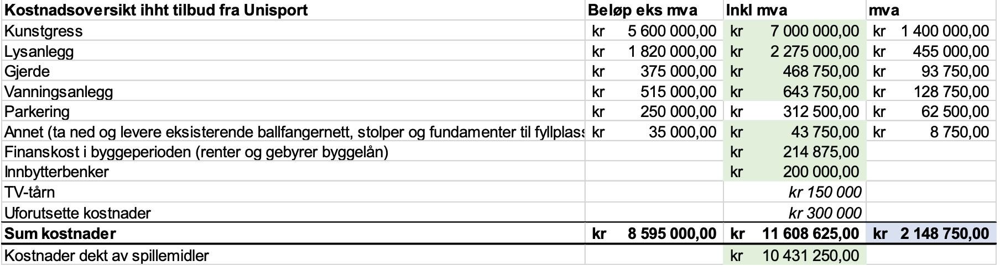 Kostnadsoversikt ihht tilbud fra Unisport Beløp eks mva Inkl mva mva
Kunstgress kr 5 600 000,00 kr 7 000 000,00 kr 1 400 000,00
Lysanlegg kr 1 820 000,00 kr 2 275 000,00 kr 455 000,00
Gjerde kr 375 000,00 kr 468 750,00 kr 93 750,00
Vanningsanlegg kr 515 000,00 kr 643 750,00 kr 128 750,00
Parkering kr 250 000,00 kr 312 500,00 kr 62 500,00
Annet (ta ned og levere eksisterende ballfangernett, stolper og fundamenter til fyllplass kr 35 000,00 kr 43 750,00 kr 8 750,00
Finanskost i byggeperioden (renter og gebyrer byggelån) kr 214 875,00
Innbytterbenker kr 200 000,00
TV-tårn kr 150 000
Uforutsette kostnader kr 300 000
Sum kostnader kr 8 595 000,00 kr 11 608 625,00 kr 2 148 750,00
Kostnader dekt av spillemidler kr 10 431 250,00